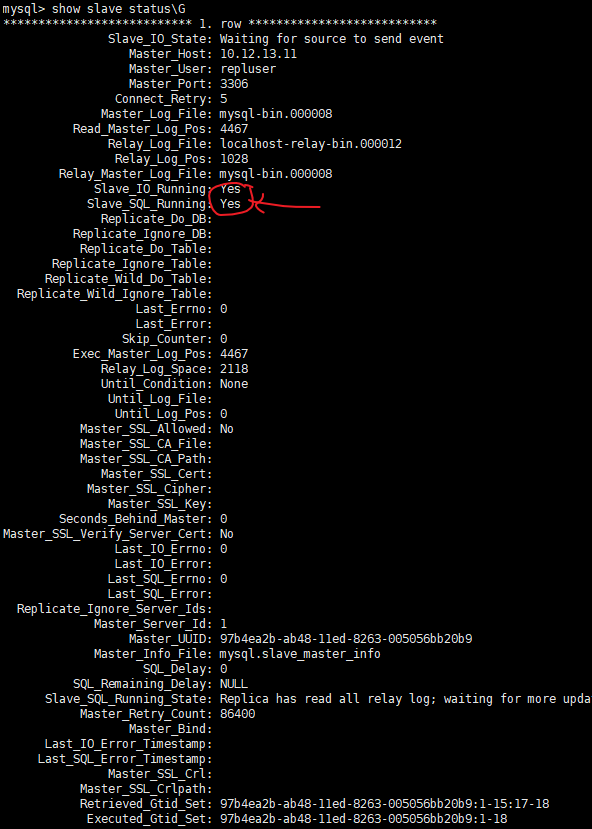 mysql> show slave status\G
*************************** 1. row ***************************
Slave_IO_State: Waiting for source to send event
Master_Host: 10.12.13.11
Master_User: repluser
Master_Port: 3306
Connect_Retry: 5
Master_Log_File: mysql-bin.000008
Read_Master_Log_Pos: 4467
Relay_Log_File: localhost-relay-bin.000012
Relay_Log_Pos: 1028
Relay_Master_Log_File: mysql-bin.000008
Slave_IO_Running: Yes
Slave_SQL_Running: Yes
Replicate_Do_DB:
Replicate_Ignore_DB:
Replicate_Do_Table:
Replicate_Ignore_Table:
Replicate_Wild_Do_Table:
Replicate_Wild_Ignore_Table:
Last_Errno: 0
Last_Error:
Skip_Counter: 0
Exec_Master_Log_Pos: 4467
Relay_Log_Space: 2118
Until_Condition: None
Until_Log_File:
Until_Log_Pos: 0
Master_SSL_Allowed: No
Master_SSL_CA_File:
Master_SSL_CA_Path:
Master_SSL_Cert:
Master_SSL_Cipher:
Master_SSL_Key:
Seconds_Behind_Master: 0
Master_SSL_Verify_Server_Cert: No
Last_IO_Errno: 0
Last_IO_Error:
Last_SQL_Errno: 0
Last_SQL_Error:
Replicate_Ignore_Server_Ids:
Master_Server_Id: 1
Master_UUID: 97b4ea2b-ab48-11ed-8263-005056bb20b9
Master_Info_File: mysql.slave_master_info
SQL_Delay: 0
SQL_Remaining_Delay: NULL
Slave_SQL_Running_State: Replica has read all relay log; waiting for more upda
Master_Retry_Count: 86400
Master_Bind:
Last_IO_Error_Timestamp:
Last_SQL_Error_Timestamp:
Master_SSL_Crl:
Master_SSL_Crlpath:
Retrieved_Gtid_Set: 97b4ea2b-ab48-11ed-8263-005056bb20b9:1-15:17-18
Executed_Gtid_Set: 97b4ea2b-ab48-11ed-8263-005056bb20b9:1-18